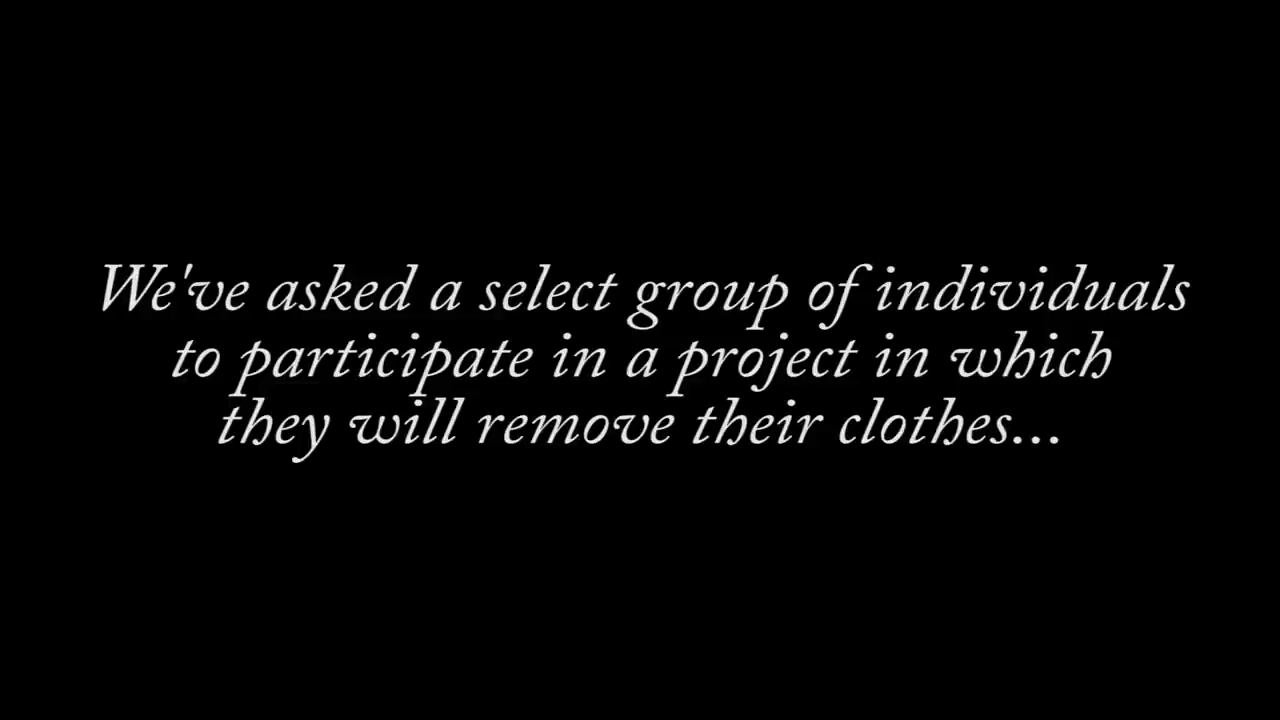 We've asked a select group of individuals
to participate in a project in which
they will remove their clothes...